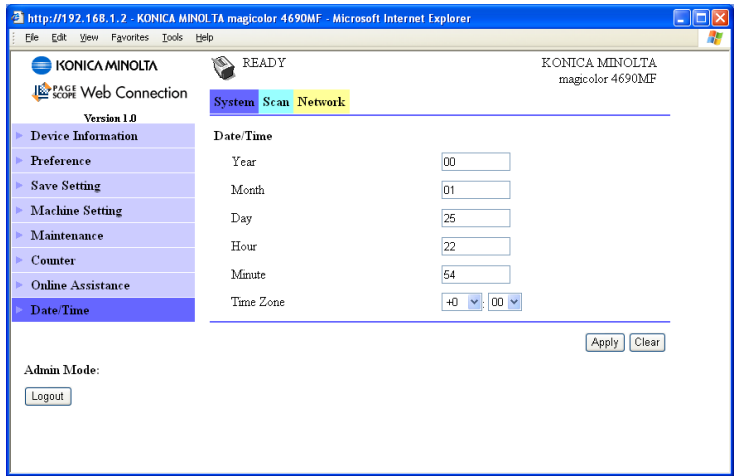 http://192.168.1.2 - KONICA MINOLTA magicolor 4690MF - Microsoft Internet Explorer
File Edit View Favorites Tools Help
KONICA MINOLTA
READY
KONICA MINOLTA
magicolor 4690MF
PAGE SCOPE Web Connection
Version 1.0
System Scan Network
Device Information
Preference
Save Setting
Machine Setting
Maintenance
Counter
Online Assistance
Date/Time
Date/Time
Year 00
Month 01
Day 25
Hour 22
Minute 54
Time Zone +0 : 00
Apply Clear
Admin Mode:
Logout